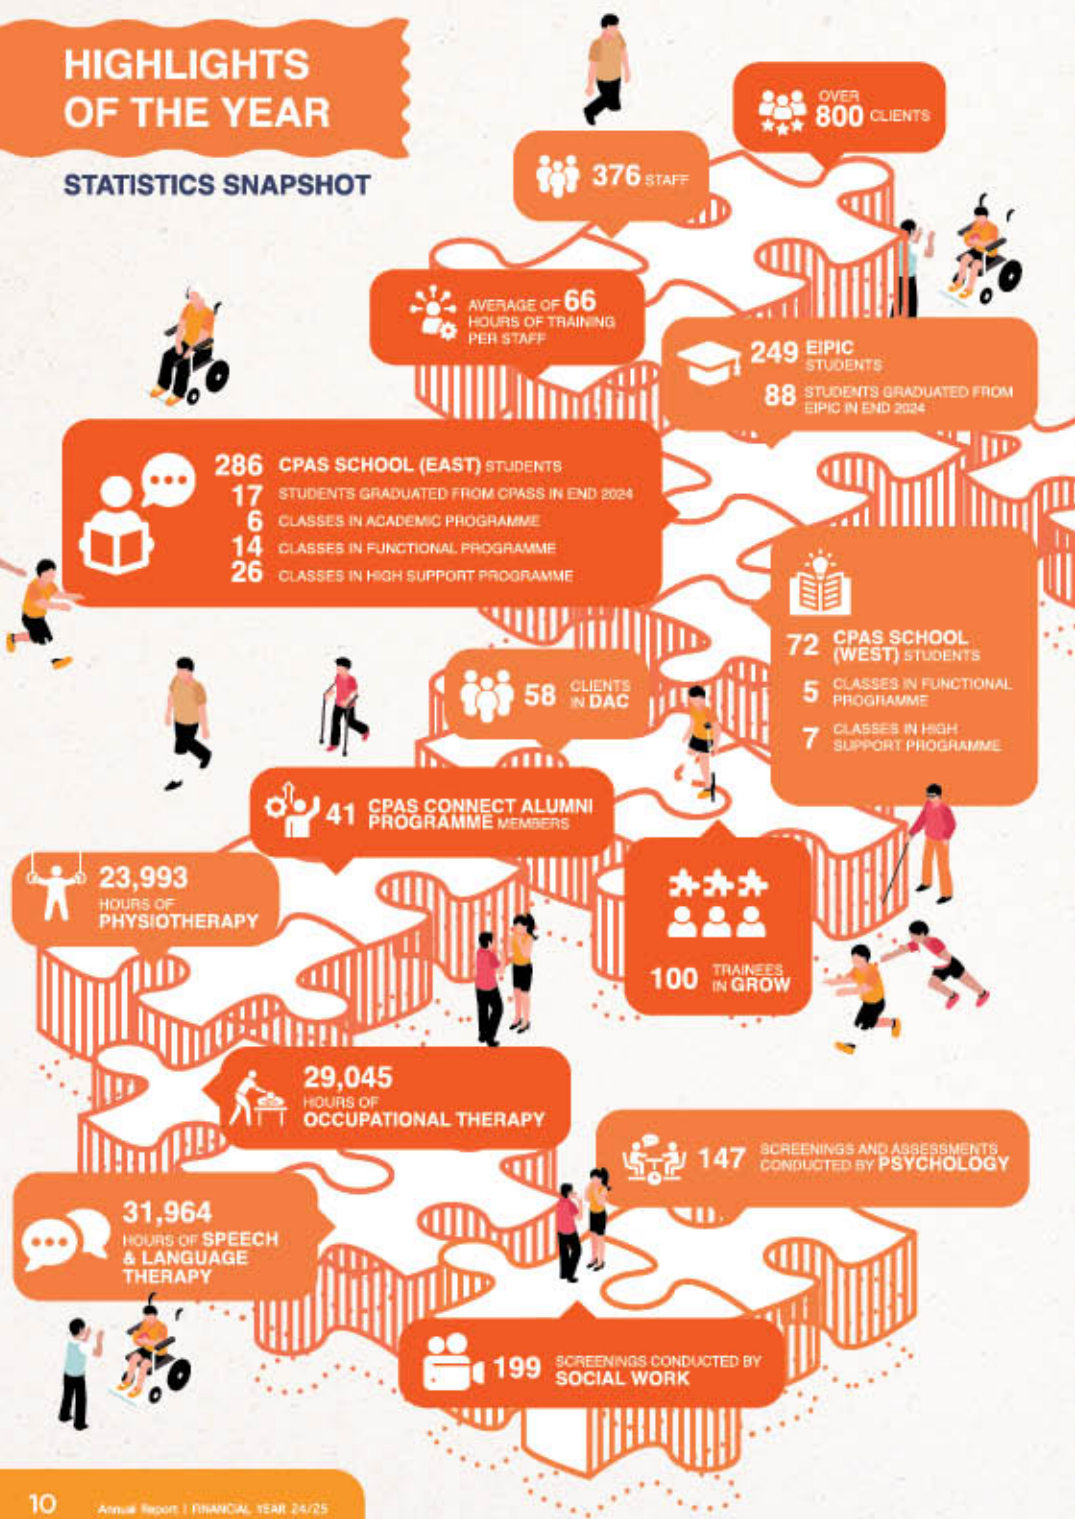 HIGHLIGHTS
OF THE YEAR
STATISTICS SNAPSHOT
OVER
800 CLIENTS
376 STAFF
AVERAGE OF 66
HOURS OF TRAINING
PER STAFF
249 EIPIC
STUDENTS
88 STUDENTS GRADUATED FROM
EIPIC IN END 2024
286 CPAS SCHOOL (EAST) STUDENTS
17 STUDENTS GRADUATED FROM CPASS IN END 2024
6 CLASSES IN ACADEMIC PROGRAMME
14 CLASSES IN FUNCTIONAL PROGRAMME
26 CLASSES IN HIGH SUPPORT PROGRAMME
72 CPAS SCHOOL
(WEST) STUDENTS
5 CLASSES IN FUNCTIONAL
PROGRAMME
7 CLASSES IN HIGH
SUPPORT PROGRAMME
58 CLIENTS
IN DAC
41 CPAS CONNECT ALUMNI
PROGRAMME MEMBERS
23,993
HOURS OF
PHYSIOTHERAPY
100 TRAINEES
IN GROW
29,045
HOURS OF
OCCUPATIONAL THERAPY
147 SCREENINGS AND ASSESSMENTS
CONDUCTED BY PSYCHOLOGY
31,964
HOURS OF SPEECH
& LANGUAGE
THERAPY
199 SCREENINGS CONDUCTED BY
SOCIAL WORK
10 Annual Report | FINANCIAL YEAR 24/25